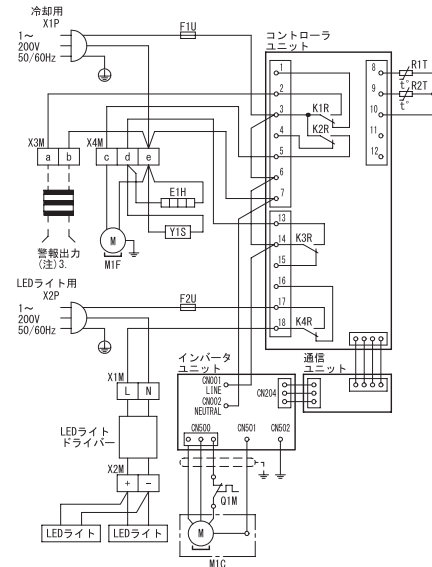 冷却用
X1P
1～
200V
50/60Hz
F1U
コントローラ
ユニット
1
2
3
4
5
6
7
K1R
K2R
8
9
10
11
12
R1T
t°
R2T
t°
X3M
a b
X4M
c d e
E1H
Y1S
M
M1F
警報出力
(注)3.
13
14
15
16
17
18
K3R
K4R
LEDライト用
X2P
1～
200V
50/60Hz
F2U
X1M
L N
LEDライト
ドライバー
X2M
+ −
LEDライト LEDライト
インバータ
ユニット
CN001
LINE
CN002
NEUTRAL
CN204
CN500 CN501 CN502
通信
ユニット
Q1M
M
M1C